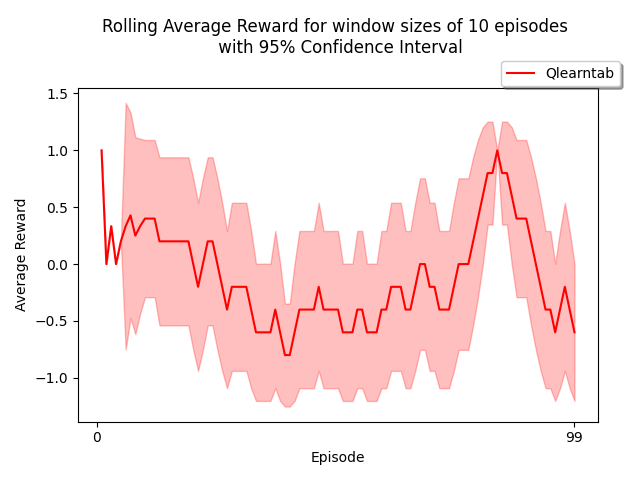 Rolling Average Reward for window sizes of 10 episodes
with 95% Confidence Interval
Qlearntab
1.5
1.0
0.5
0.0
−0.5
−1.0
Average Reward
0
99
Episode